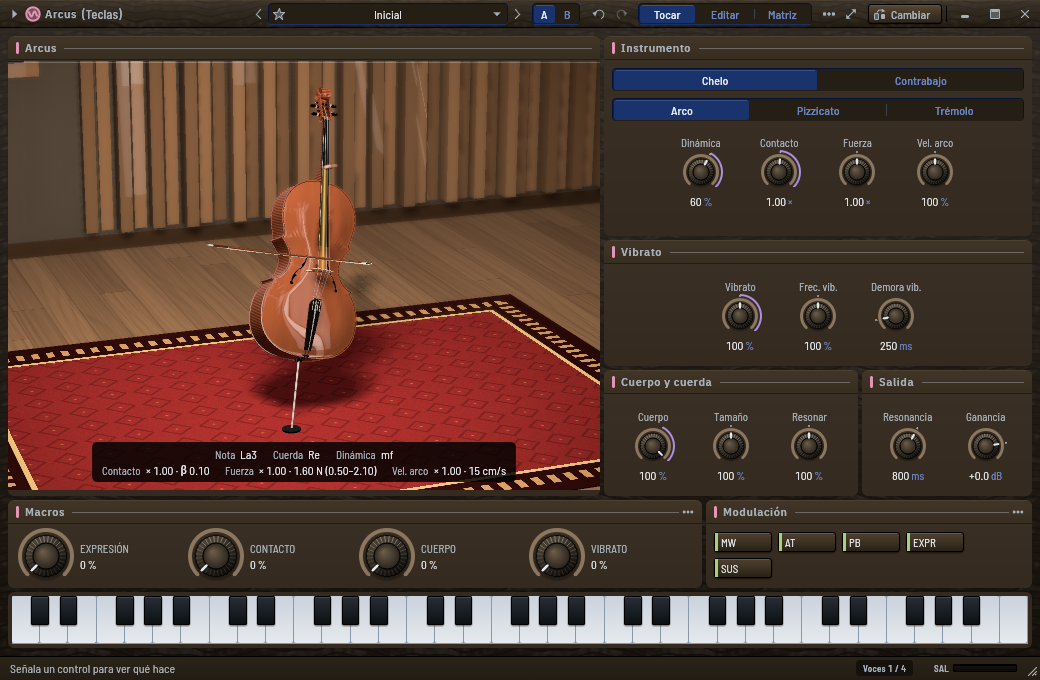 Arcus (Teclas)
Inicial
A B
Tocar Editar Matriz
Cambiar
Arcus
Nota La3 Cuerda Re Dinámica mf
Contacto × 1.00 · β 0.10 Fuerza × 1.00 · 1.60 N (0.50–2.10) Vel. arco × 1.00 · 15 cm/s
Instrumento
Chelo Contrabajo
Arco Pizzicato Trémolo
Dinámica Contacto Fuerza Vel. arco
60 % 1.00 × 1.00 × 100 %
Vibrato
Vibrato Frec. vib. Demora vib.
100 % 100 % 250 ms
Cuerpo y cuerda
Cuerpo Tamaño Resonar
100 % 100 % 100 %
Salida
Resonancia Ganancia
800 ms +0.0 dB
Macros
EXPRESIÓN
0 %
CONTACTO
0 %
CUERPO
0 %
VIBRATO
0 %
Modulación
MW AT PB EXPR
SUS
Señala un control para ver qué hace
Voces 1 / 4
SAL